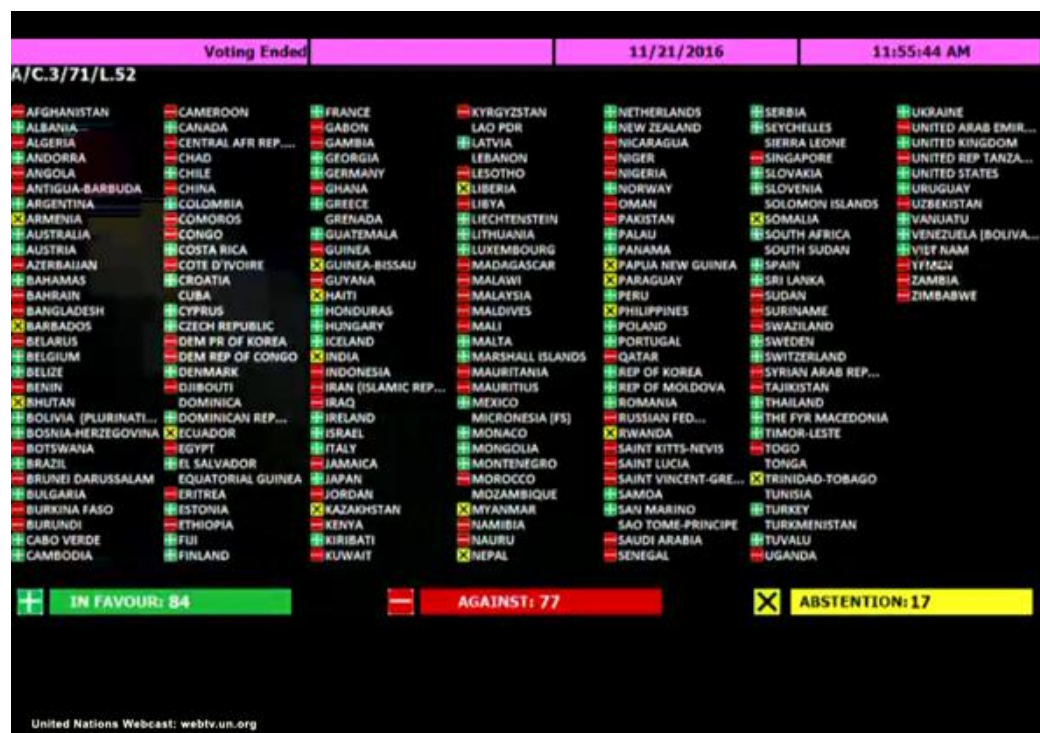 Voting Ended 11/21/2016 11:55:44 AM
A/C.3/71/L.52
AFGHANISTAN
ALBANIA
ALGERIA
ANDORRA
ANGOLA
ANTIGUA-BARBUDA
ARGENTINA
ARMENIA
AUSTRALIA
AUSTRIA
AZERBAIJAN
BAHAMAS
BAHRAIN
BANGLADESH
BARBADOS
BELARUS
BELGIUM
BELIZE
BENIN
BHUTAN
BOLIVIA (PLURINATI...
BOSNIA-HERZEGOVINA
BOTSWANA
BRAZIL
BRUNEI DARUSSALAM
BULGARIA
BURKINA FASO
BURUNDI
CABO VERDE
CAMBODIA
CAMEROON
CANADA
CENTRAL AFR REP....
CHAD
CHILE
CHINA
COLOMBIA
COMOROS
CONGO
COSTA RICA
COTE D'IVOIRE
CROATIA
CUBA
CYPRUS
CZECH REPUBLIC
DEM PR OF KOREA
DEM REP OF CONGO
DENMARK
DJIBOUTI
DOMINICA
DOMINICAN REP...
ECUADOR
EGYPT
EL SALVADOR
EQUATORIAL GUINEA
ERITREA
ESTONIA
ETHIOPIA
FIJI
FINLAND
FRANCE
GABON
GAMBIA
GEORGIA
GERMANY
GHANA
GREECE
GRENADA
GUATEMALA
GUINEA
GUINEA-BISSAU
GUYANA
HAITI
HONDURAS
HUNGARY
ICELAND
INDIA
INDONESIA
IRAN (ISLAMIC REP...
IRAQ
IRELAND
ISRAEL
ITALY
JAMAICA
JAPAN
JORDAN
KAZAKHSTAN
KENYA
KIRIBATI
KUWAIT
KYRGYZSTAN
LAO PDR
LATVIA
LEBANON
LESOTHO
LIBERIA
LIBYA
LIECHTENSTEIN
LITHUANIA
LUXEMBOURG
MADAGASCAR
MALAWI
MALAYSIA
MALDIVES
MALI
MALTA
MARSHALL ISLANDS
MAURITANIA
MAURITIUS
MEXICO
MICRONESIA (FS)
MONACO
MONGOLIA
MONTENEGRO
MOROCCO
MOZAMBIQUE
MYANMAR
NAMIBIA
NAURU
NEPAL
NETHERLANDS
NEW ZEALAND
NICARAGUA
NIGER
NIGERIA
NORWAY
OMAN
PAKISTAN
PALAU
PANAMA
PAPUA NEW GUINEA
PARAGUAY
PERU
PHILIPPINES
POLAND
PORTUGAL
QATAR
REP OF KOREA
REP OF MOLDOVA
ROMANIA
RUSSIAN FED...
RWANDA
SAINT KITTS-NEVIS
SAINT LUCIA
SAINT VINCENT-GRE...
SAMOA
SAN MARINO
SAO TOME-PRINCIPE
SAUDI ARABIA
SENEGAL
SERBIA
SEYCHELLES
SIERRA LEONE
SINGAPORE
SLOVAKIA
SLOVENIA
SOLOMON ISLANDS
SOMALIA
SOUTH AFRICA
SOUTH SUDAN
SPAIN
SRI LANKA
SUDAN
SURINAME
SWAZILAND
SWEDEN
SWITZERLAND
SYRIAN ARAB REP...
TAJIKISTAN
THAILAND
THE FYR MACEDONIA
TIMOR-LESTE
TOGO
TONGA
TRINIDAD-TOBAGO
TUNISIA
TURKEY
TURKMENISTAN
TUVALU
UGANDA
UKRAINE
UNITED ARAB EMIR...
UNITED KINGDOM
UNITED REP TANZA...
UNITED STATES
URUGUAY
UZBEKISTAN
VANUATU
VENEZUELA (BOLIVA...
VIET NAM
YEMEN
ZAMBIA
ZIMBABWE
IN FAVOUR: 84 AGAINST: 77 ABSTENTION: 17
United Nations Webcast: webtv.un.org